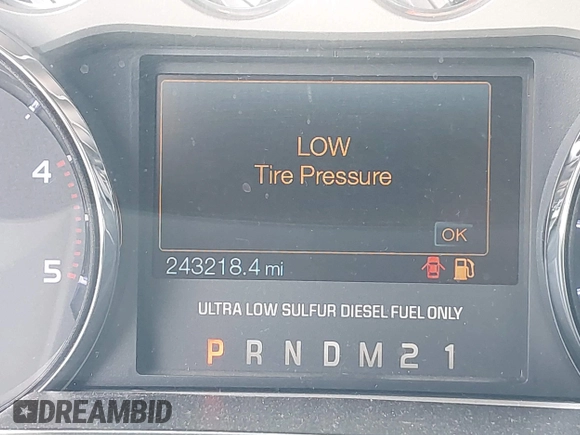 LOW
Tire Pressure
OK
243218.4 mi
4
5
ULTRA LOW SULFUR DIESEL FUEL ONLY
P R N D M 2 1
DREAMBID